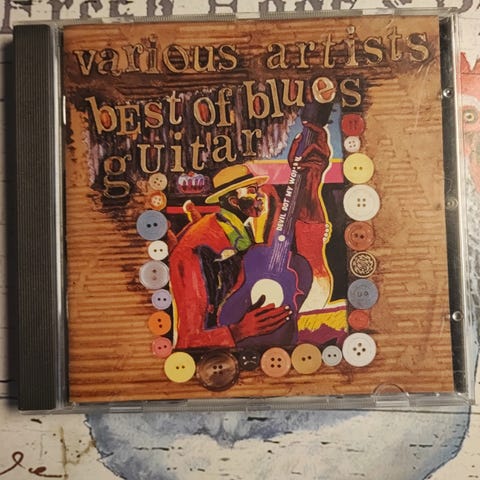 various artists
best of blues
guitar
DEVIL GOT MY WOMAN